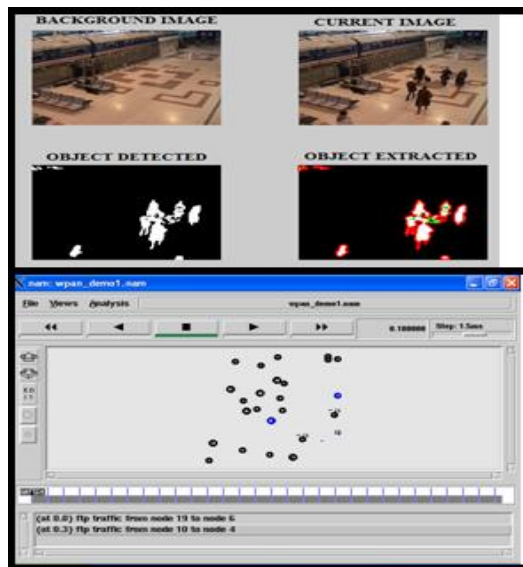 BACKGROUND IMAGE
CURRENT IMAGE
OBJECT DETECTED
OBJECT EXTRACTED
nam: wpan_demo1.nam
File Views Analysis wpan_demo1.nam
0.100000 Step: 1.5ms
(at 0.0) ftp traffic from node 19 to node 6
(at 0.3) ftp traffic from node 10 to node 4